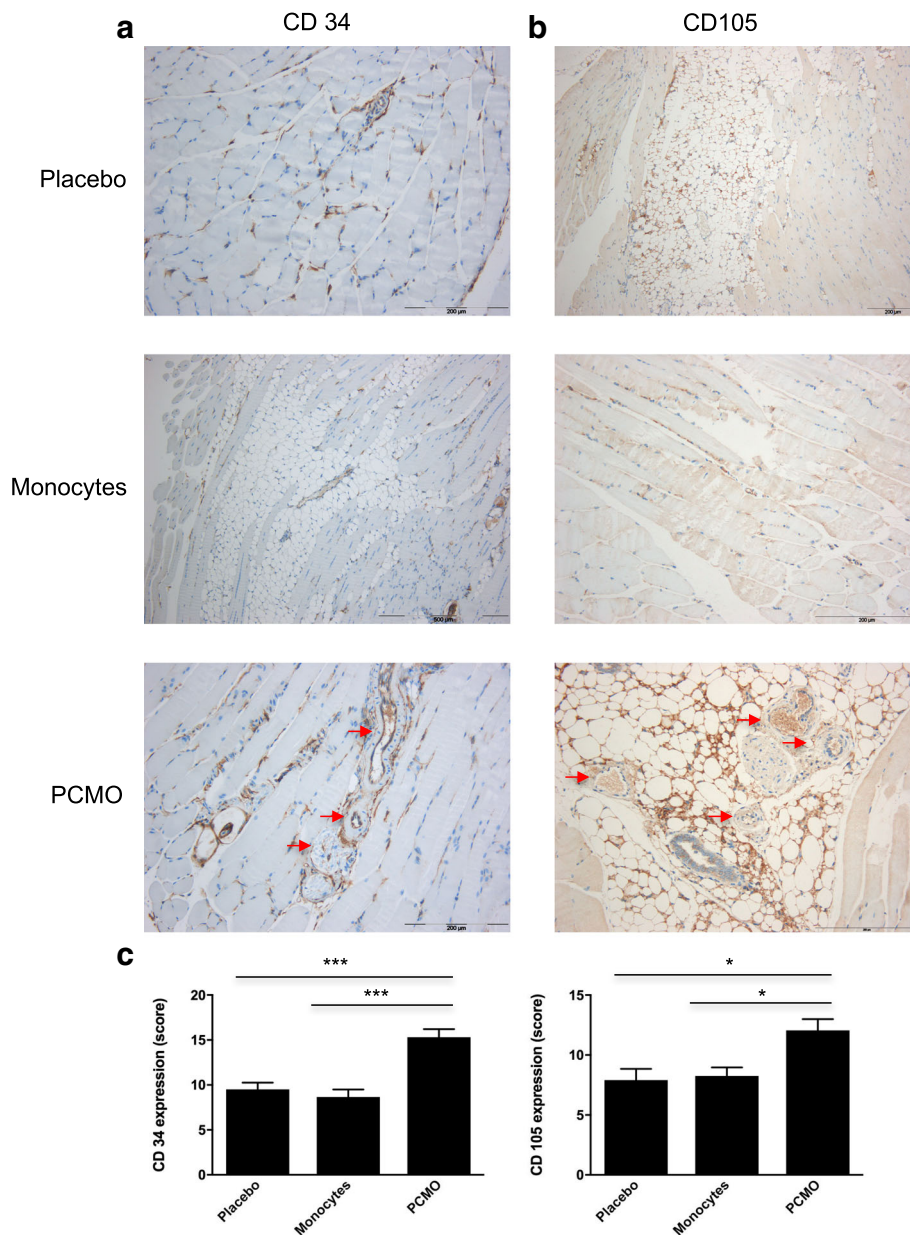 a CD 34 b CD105
Placebo
200 µm
200 µm
Monocytes
500 µm
200 µm
PCMO
200 µm
c
***
***
CD 34 expression (score)
20
15
10
5
0
Placebo
Monocytes
PCMO
*
*
CD 105 expression (score)
15
10
5
0
Placebo
Monocytes
PCMO